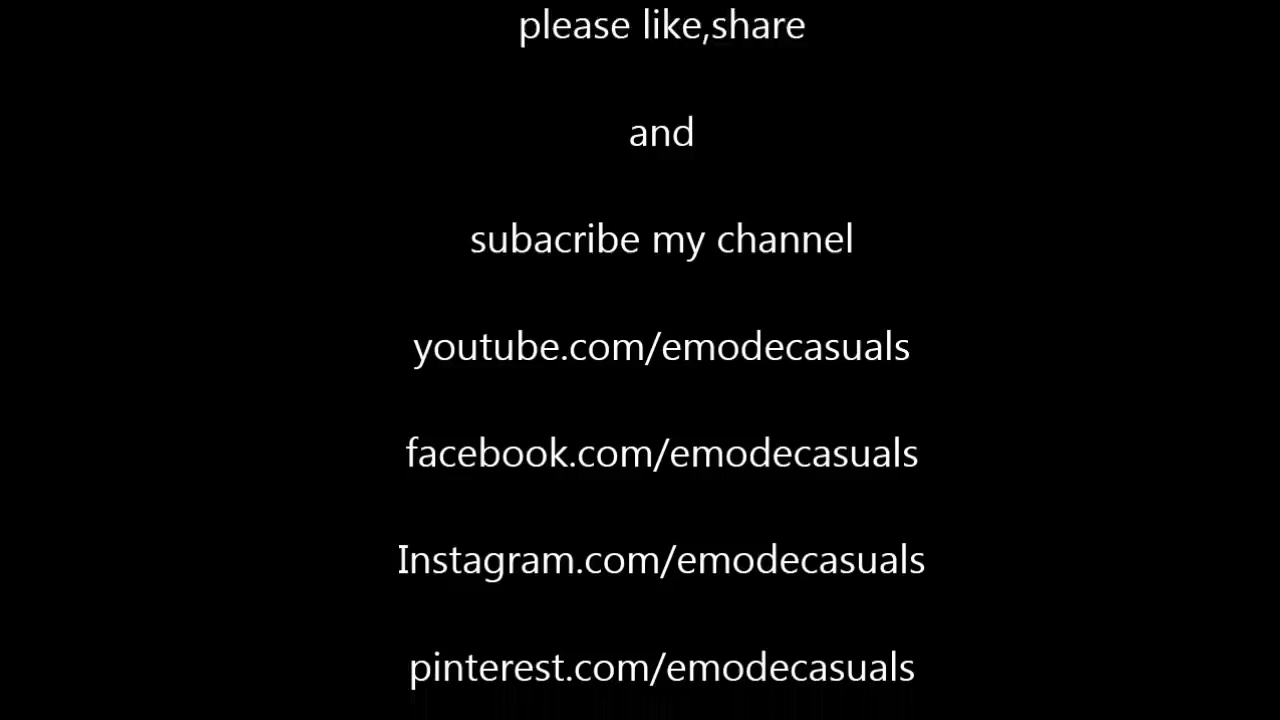 please like,share
and
subacribe my channel
youtube.com/emodecasuals
facebook.com/emodecasuals
Instagram.com/emodecasuals
pinterest.com/emodecasuals